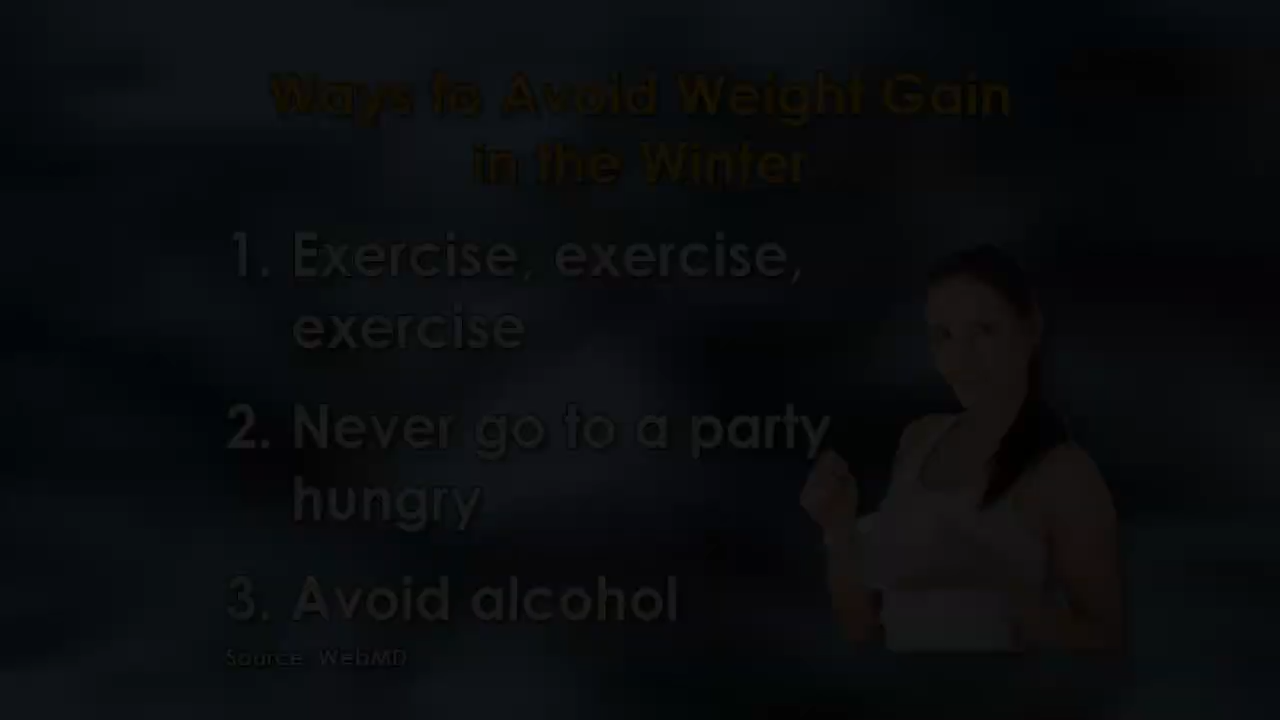 Ways to Avoid Weight Gain
in the Winter
1. Exercise, exercise,
exercise
2. Never go to a party
hungry
3. Avoid alcohol
Source: WebMD